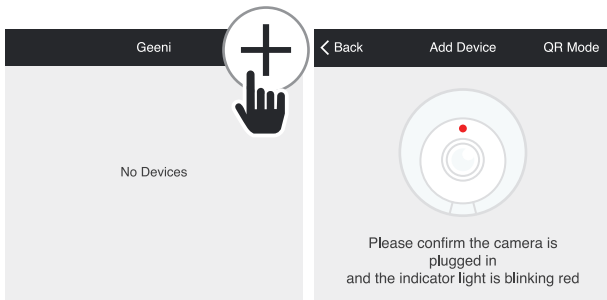 Geeni
No Devices
Back Add Device QR Mode
Please confirm the camera is
plugged in
and the indicator light is blinking red